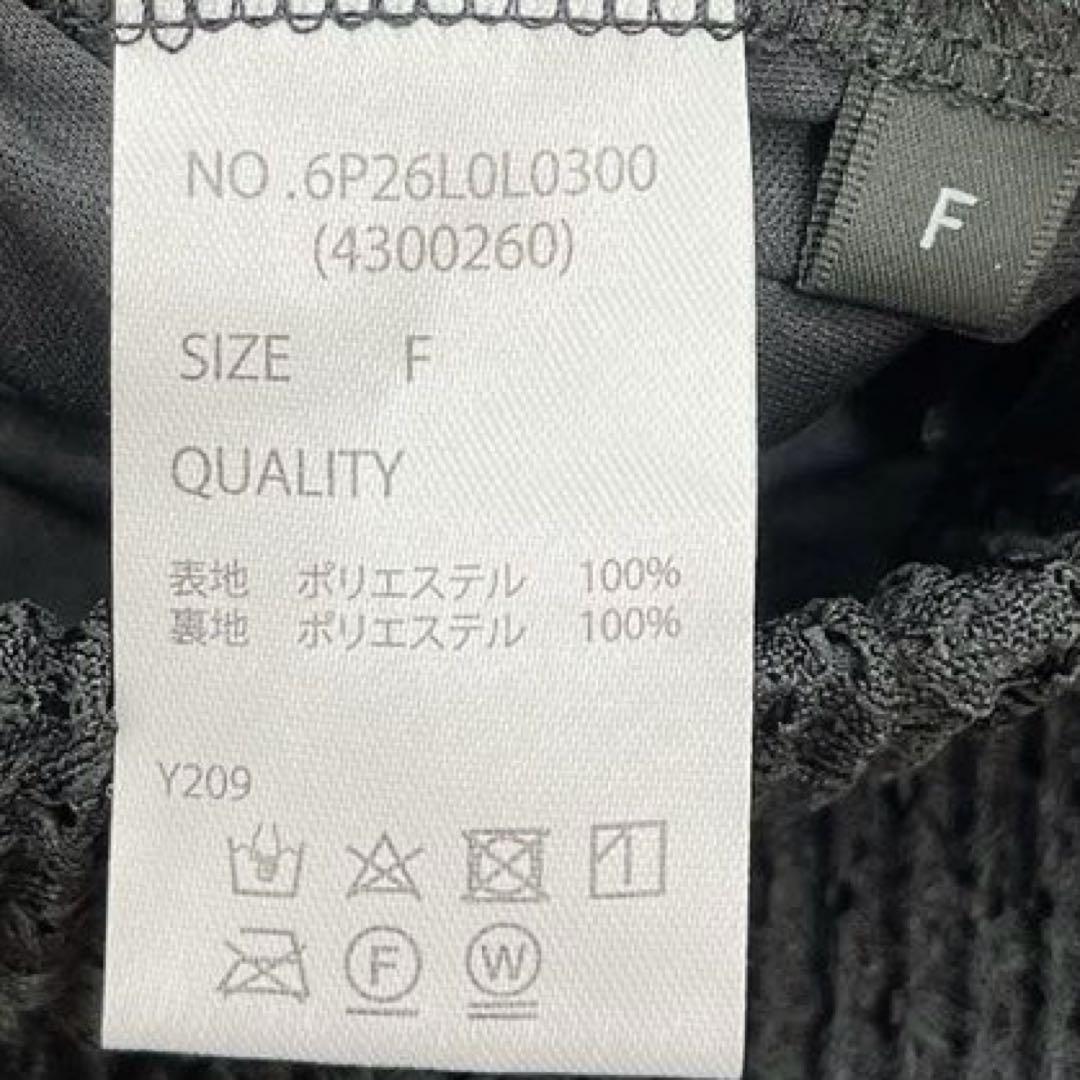 NO.6P26L0L0300
(4300260)
SIZE F
QUALITY
表地 ポリエステル 100%
裏地 ポリエステル 100%
Y209
F W
F